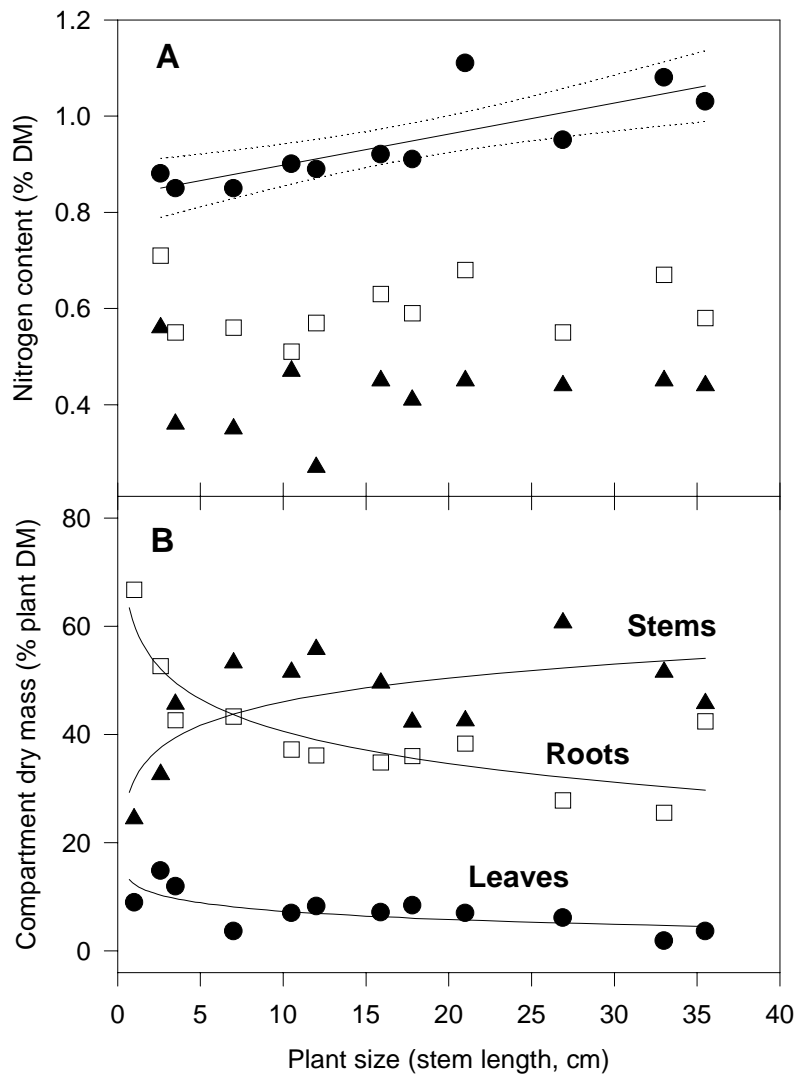 1.2
A
1.0
0.8
0.6
0.4
Nitrogen content (% DM)
80
B
60
Stems
40
Roots
20
Leaves
0
Compartment dry mass (% plant DM)
0 5 10 15 20 25 30 35 40
Plant size (stem length, cm)